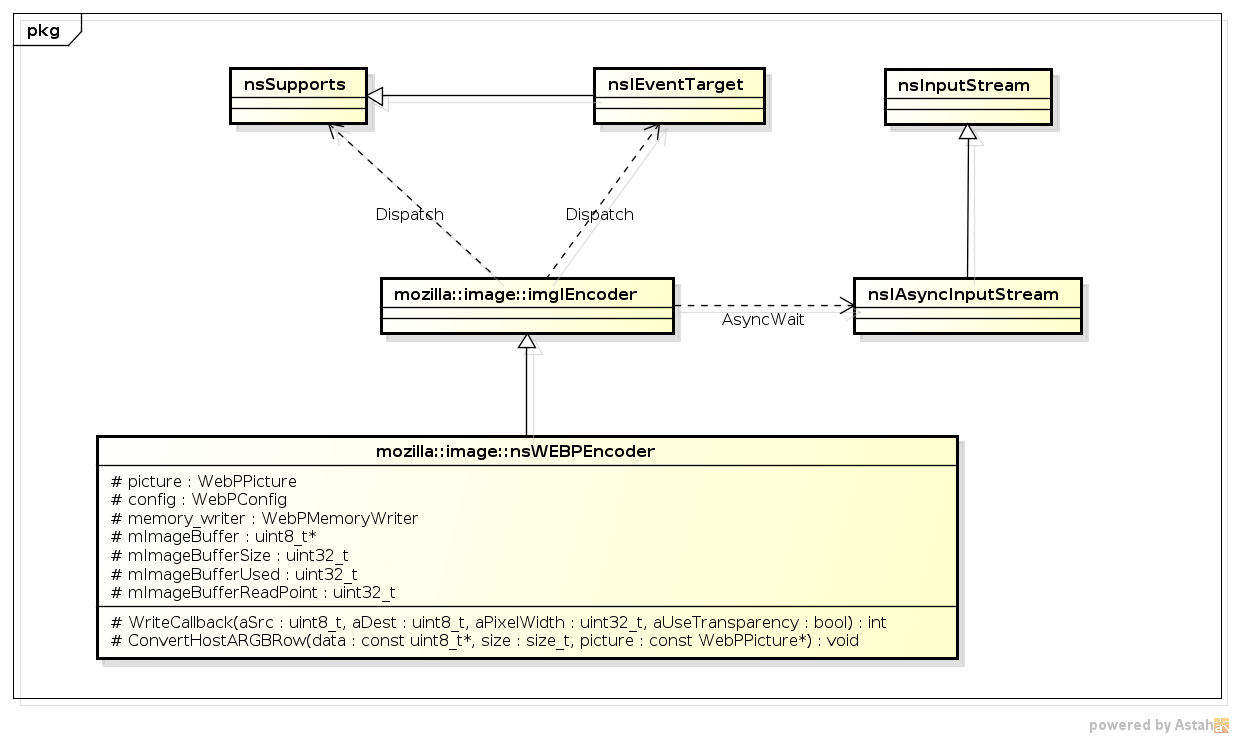 pkg
nsSupports
nsIEventTarget
nsInputStream
Dispatch
Dispatch
mozilla::image::imgIEncoder
nsIAsyncInputStream
AsyncWait
mozilla::image::nsWEBPEncoder
# picture : WebPPicture
# config : WebPConfig
# memory_writer : WebPMemoryWriter
# mImageBuffer : uint8_t*
# mImageBufferSize : uint32_t
# mImageBufferUsed : uint32_t
# mImageBufferReadPoint : uint32_t
# WriteCallback(aSrc : uint8_t, aDest : uint8_t, aPixelWidth : uint32_t, aUseTransparency : bool) : int
# ConvertHostARGBRow(data : const uint8_t*, size : size_t, picture : const WebPPicture*) : void
powered by Astah